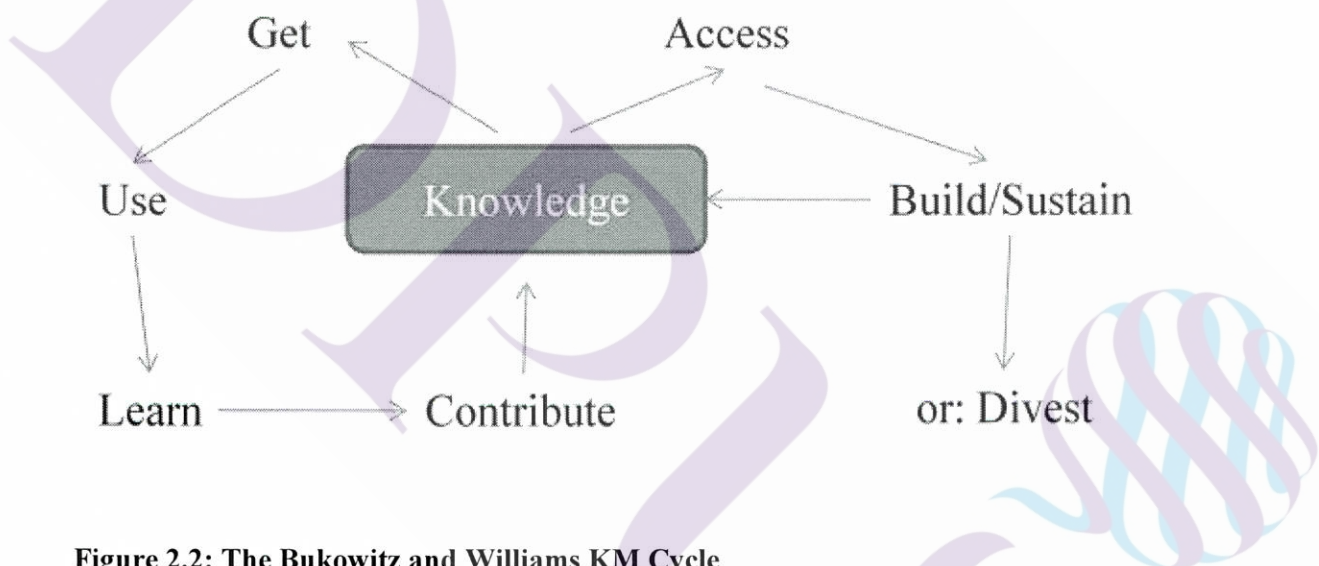 Get Access
Use Knowledge Build/Sustain
Learn Contribute or: Divest
Figure 2.2: The Bukowitz and Williams KM Cycle